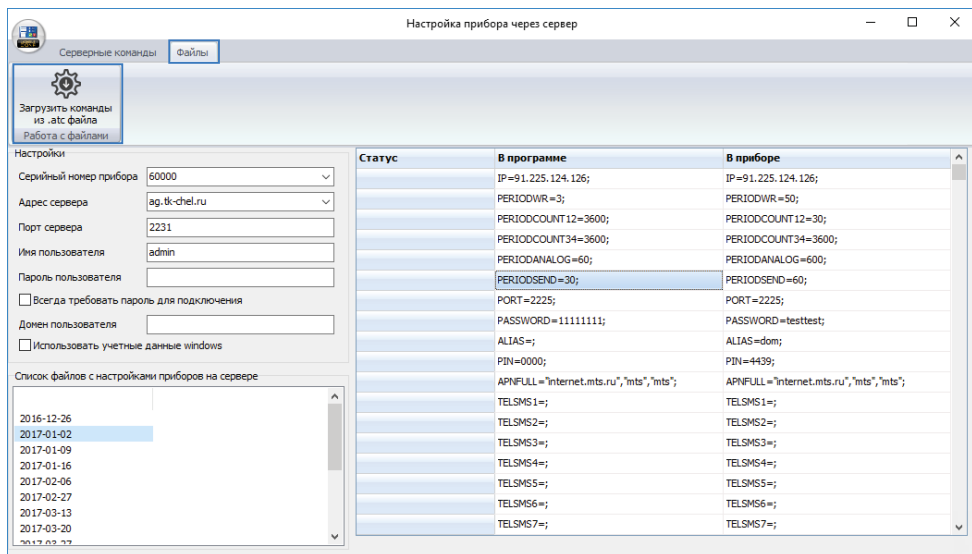 Настройка прибора через сервер
Серверные команды Файлы
Загрузить команды
из .atc файла
Работа с файлами
Настройки
Серийный номер прибора 60000
Адрес сервера ag.tk-chel.ru
Порт сервера 2231
Имя пользователя admin
Пароль пользователя
Всегда требовать пароль для подключения
Домен пользователя
Использовать учетные данные windows
Список файлов с настройками приборов на сервере
2016-12-26
2017-01-02
2017-01-09
2017-01-16
2017-02-06
2017-02-27
2017-03-13
2017-03-20
2017-03-27
Статус В программе В приборе
IP=91.225.124.126; IP=91.225.124.126;
PERIODWR=3; PERIODWR=50;
PERIODCOUNT12=3600; PERIODCOUNT12=30;
PERIODCOUNT34=3600; PERIODCOUNT34=3600;
PERIODANALOG=60; PERIODANALOG=600;
PERIODSEND=30; PERIODSEND=60;
PORT=2225; PORT=2225;
PASSWORD=11111111; PASSWORD=testtest;
ALIAS=; ALIAS=dom;
PIN=0000; PIN=4439;
APNFULL="internet.mts.ru","mts","mts"; APNFULL="internet.mts.ru","mts","mts";
TELSMS1=; TELSMS1=;
TELSMS2=; TELSMS2=;
TELSMS3=; TELSMS3=;
TELSMS4=; TELSMS4=;
TELSMS5=; TELSMS5=;
TELSMS6=; TELSMS6=;
TELSMS7=; TELSMS7=;